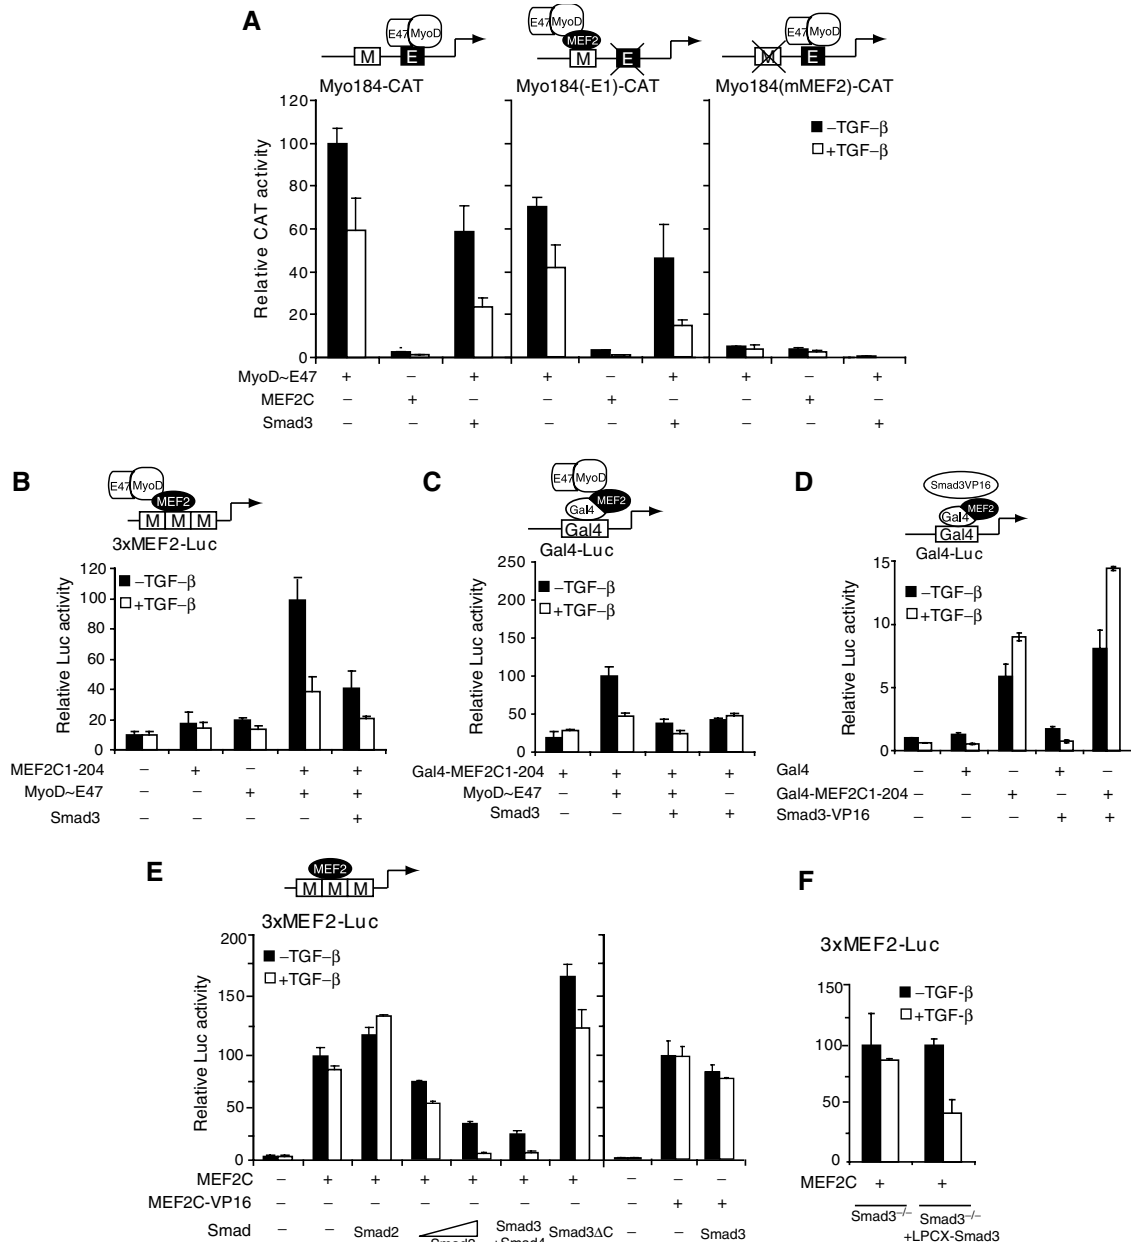 A
E47 MyoD
M E
Myo184-CAT
E47 MyoD
MEF2
M E
Myo184(-E1)-CAT
E47 MyoD
M E
Myo184(mMEF2)-CAT
Relative CAT activity
120
100
80
60
40
20
0
−TGF−β
+TGF−β
MyoD~E47 + − + + − + + − +
MEF2C − + − − + − − + −
Smad3 − − + − − + − − +
B
E47 MyoD
MEF2
M M M
3xMEF2-Luc
Relative Luc activity
120
100
80
60
40
20
0
−TGF−β
+TGF−β
MEF2C1-204 − + − + +
MyoD~E47 − − + + +
Smad3 − − − − +
C
E47 MyoD
Gal4 MEF2
Gal4
Gal4-Luc
Relative Luc activity
250
200
150
100
50
0
−TGF−β
+TGF−β
Gal4-MEF2C1-204 + + + +
MyoD~E47 − + + −
Smad3 − − + +
D
Smad3VP16
Gal4 MEF2
Gal4
Gal4-Luc
Relative Luc activity
15
10
5
0
−TGF−β
+TGF−β
Gal4 − + − + −
Gal4-MEF2C1-204 − − + − +
Smad3-VP16 − − − + +
E
MEF2
M M M
3xMEF2-Luc
Relative Luc activity
200
150
100
50
0
−TGF−β
+TGF−β
MEF2C − + + + + + + − − −
MEF2C-VP16 − − − − − − − − + +
Smad − − Smad2 Smad3 +Smad4 Smad3ΔC − − Smad3
F
3xMEF2-Luc
150
100
50
0
−TGF-β
+TGF-β
MEF2C + +
Smad3−/− Smad3−/−
+LPCX-Smad3